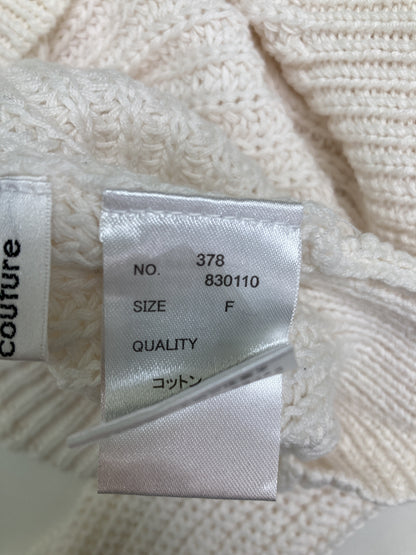 couture
NO. 378
830110
SIZE F
QUALITY
コットン